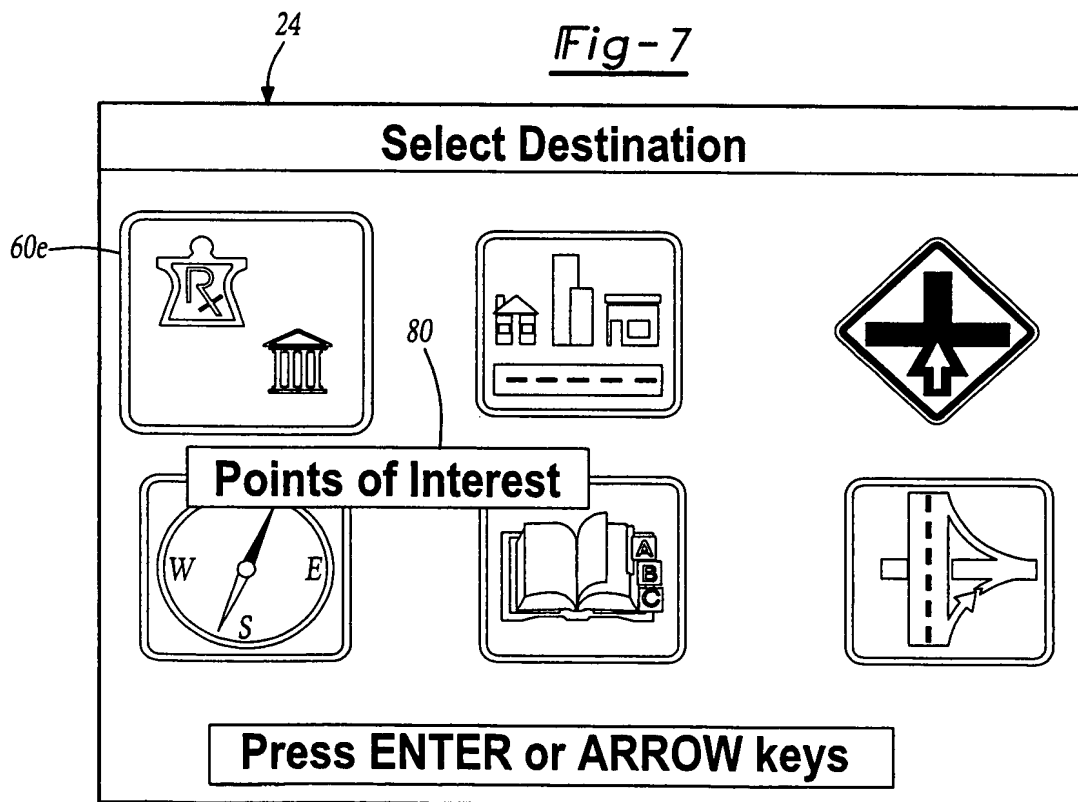 24
Fig-7
Select Destination
60e
Rx
80
Points of Interest
W
E
S
A
B
C
Press ENTER or ARROW keys